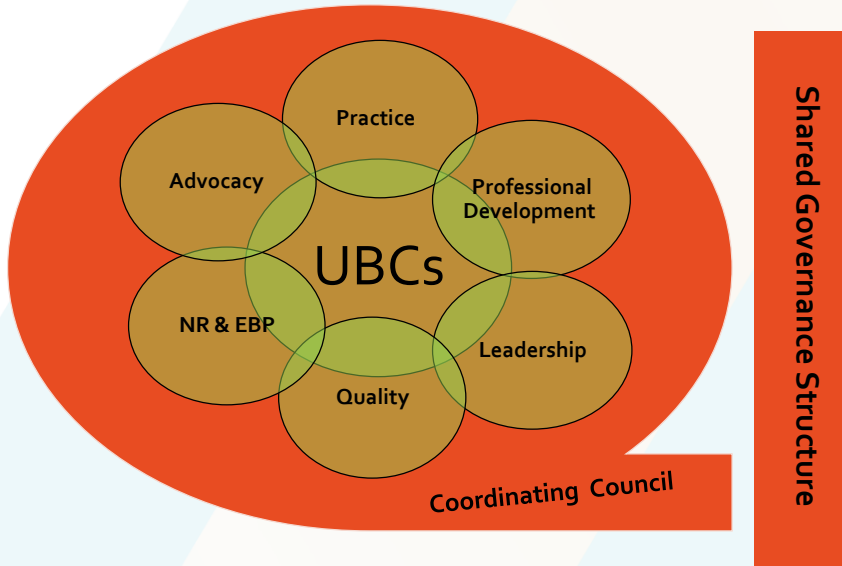 Practice
Advocacy
Professional
Development
UBCs
NR & EBP
Leadership
Quality
Coordinating Council
Shared Governance Structure